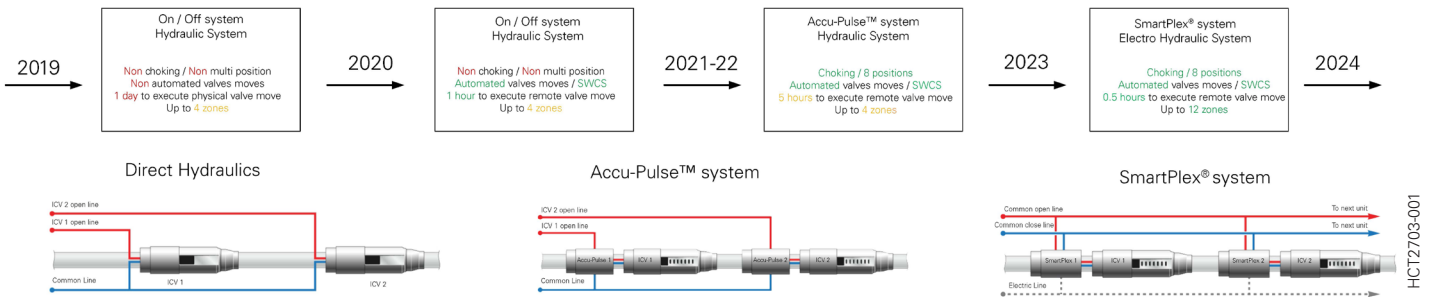 2019
On / Off system
Hydraulic System
Non choking / Non multi position
Non automated valves moves
1 day to execute physical valve move
Up to 4 zones
2020
On / Off system
Hydraulic System
Non choking / Non multi position
Automated valves moves / SWCS
1 hour to execute remote valve move
Up to 4 zones
2021-22
Accu-Pulse™ system
Hydraulic System
Choking / 8 positions
Automated valves moves / SWCS
5 hours to execute remote valve move
Up to 4 zones
2023
SmartPlex® system
Electro Hydraulic System
Choking / 8 positions
Automated valves moves / SWCS
0.5 hours to execute remote valve move
Up to 12 zones
2024
Direct Hydraulics
ICV 2 open line
ICV 1 open line
Common Line
ICV 1
ICV 2
Accu-Pulse™ system
ICV 2 open line
ICV 1 open line
Accu-Pulse 1
ICV 1
Accu-Pulse 2
ICV 2
Common Line
SmartPlex® system
Common open line
To next unit
Common close line
To next unit
SmartPlex 1
ICV 1
SmartPlex 2
ICV 2
Electric Line
HCT2703-001